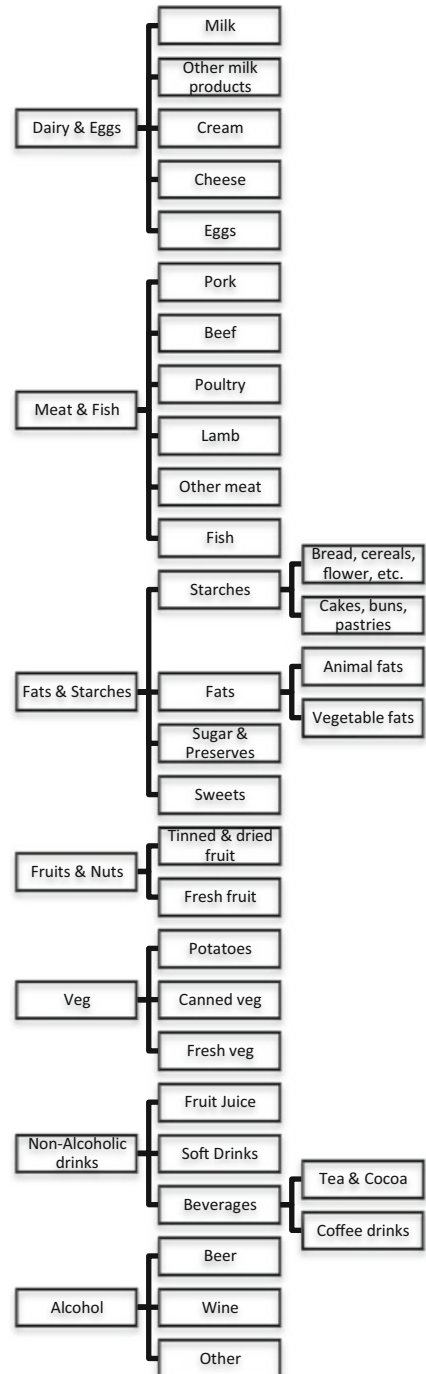 Milk
Other milk
products
Dairy & Eggs
Cream
Cheese
Eggs
Pork
Beef
Poultry
Meat & Fish
Lamb
Other meat
Fish
Starches
Bread, cereals,
flower, etc.
Cakes, buns,
pastries
Fats & Starches
Fats
Animal fats
Vegetable fats
Sugar &
Preserves
Sweets
Fruits & Nuts
Tinned & dried
fruit
Fresh fruit
Potatoes
Veg
Canned veg
Fresh veg
Fruit Juice
Non-Alcoholic
drinks
Soft Drinks
Beverages
Tea & Cocoa
Coffee drinks
Beer
Alcohol
Wine
Other